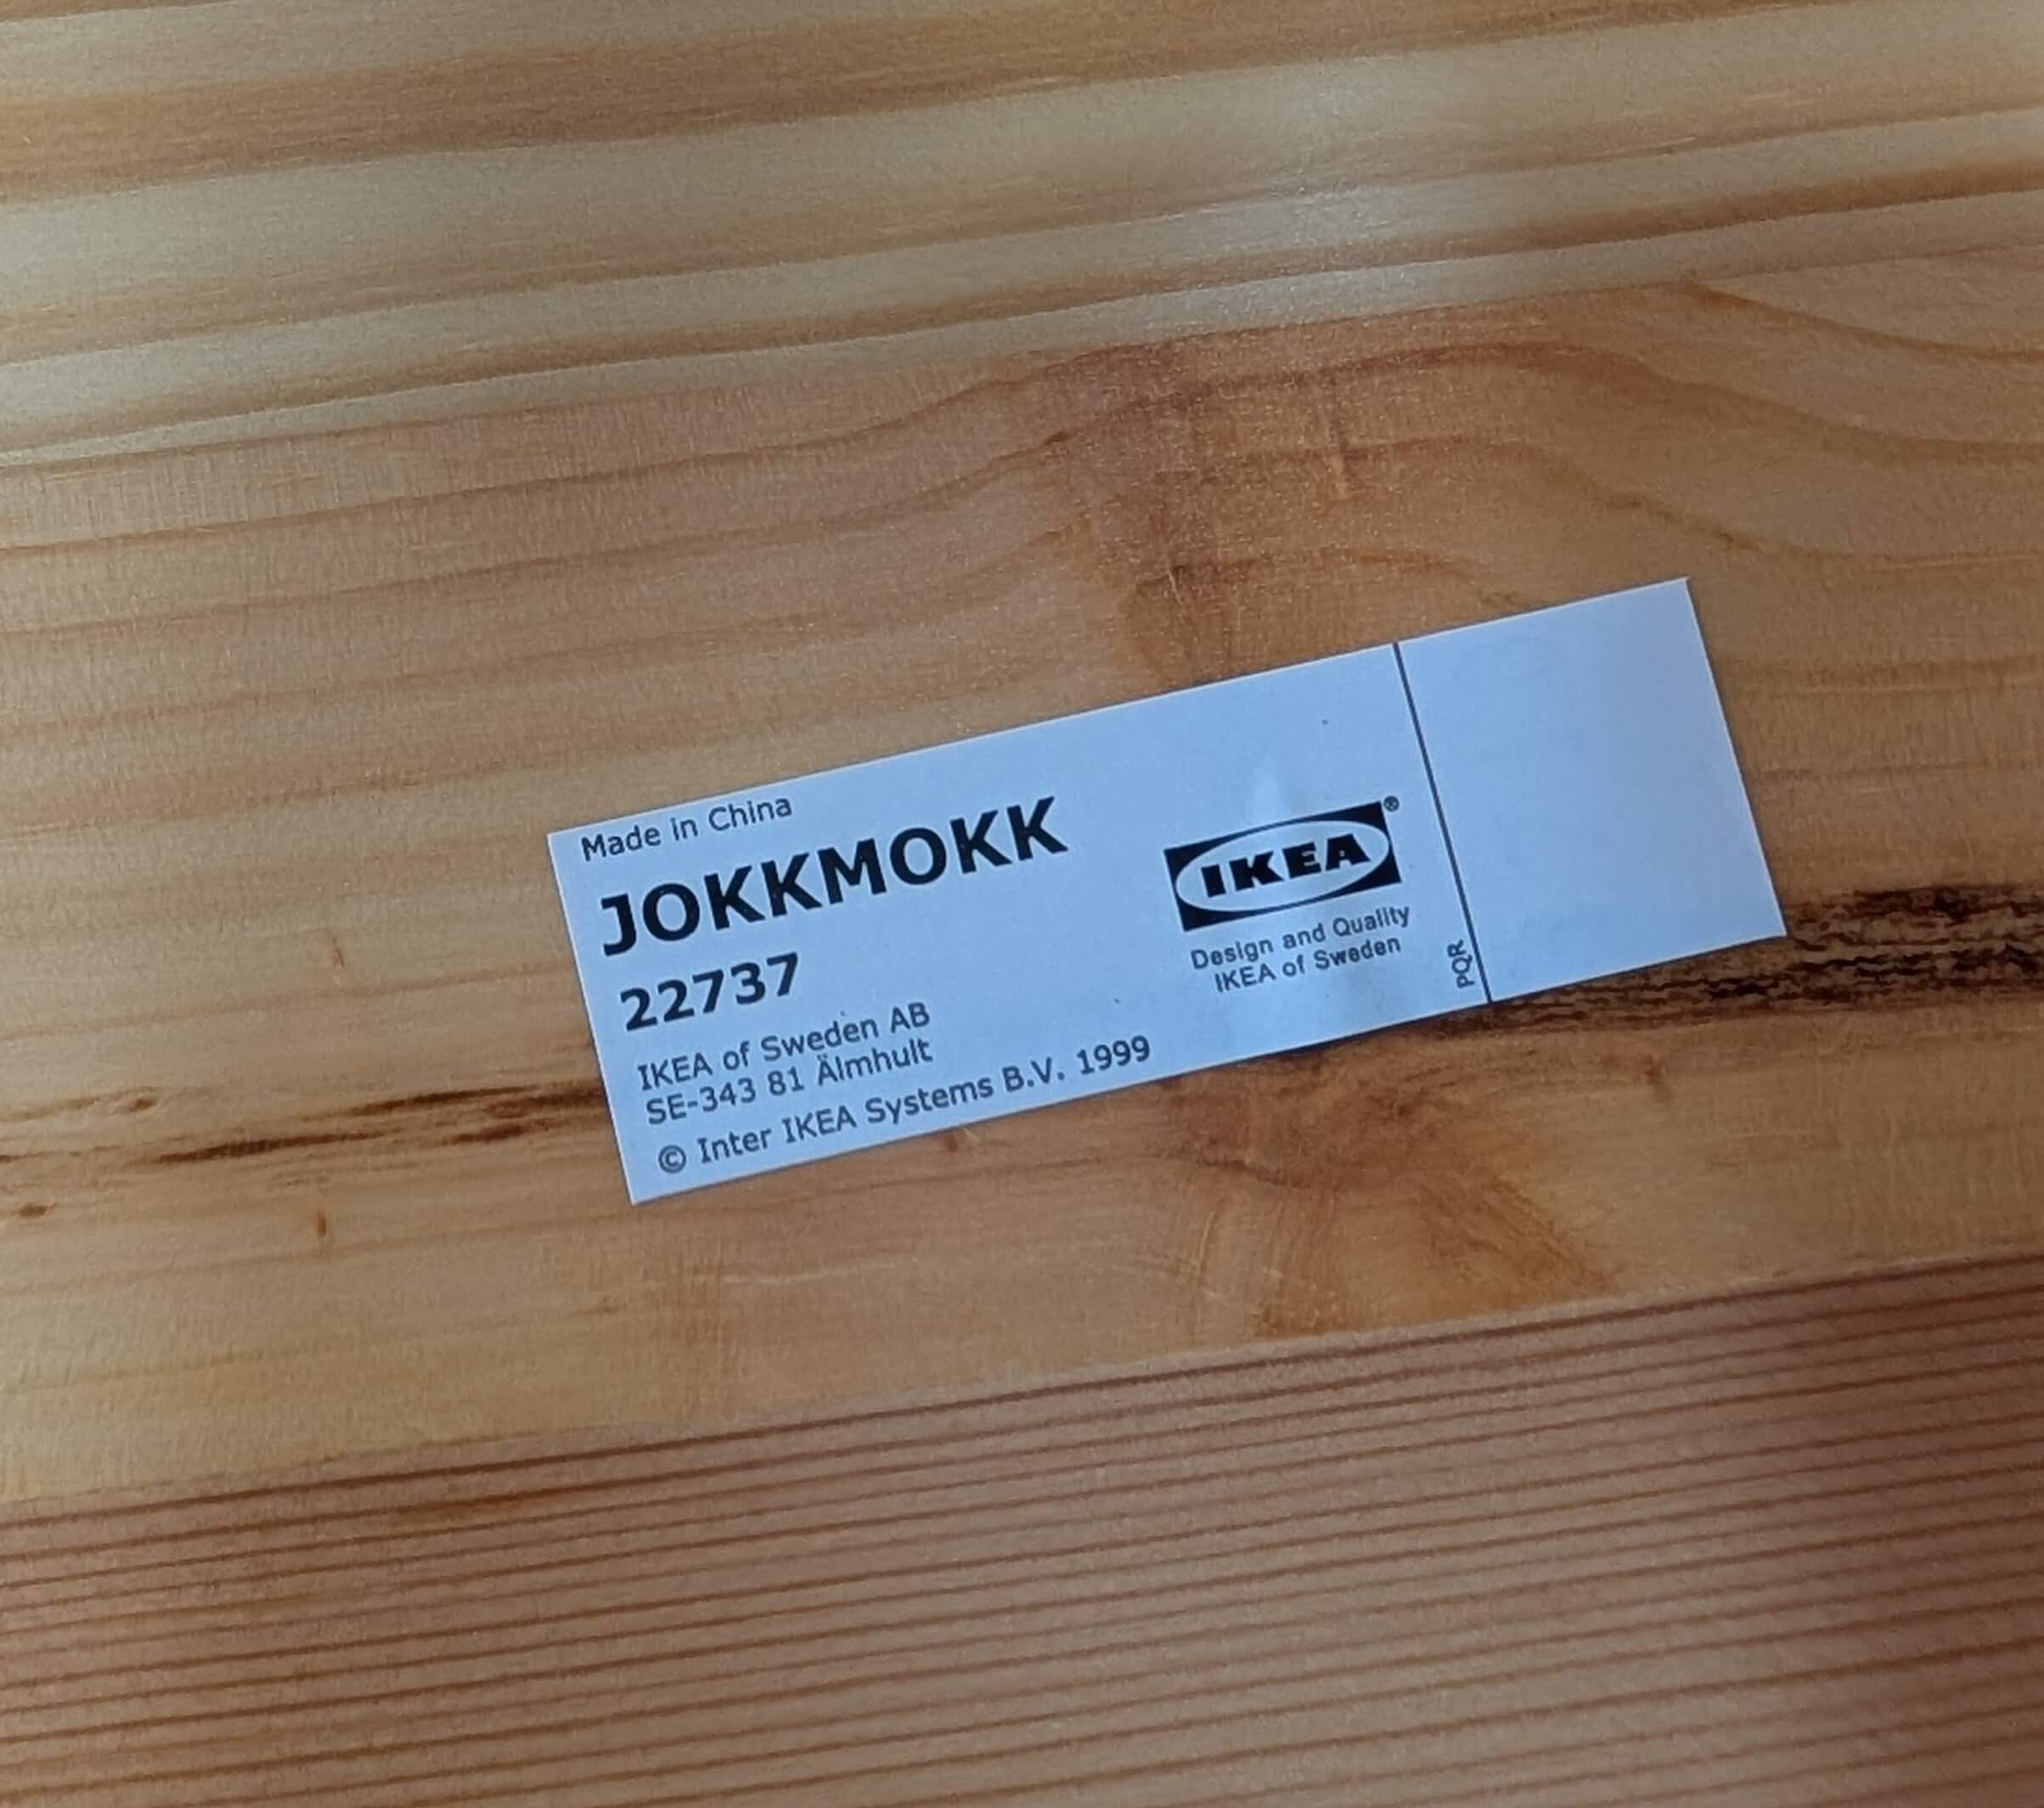 Made in China
JOKKMOKK
22737
IKEA of Sweden AB
SE-343 81 Älmhult
© Inter IKEA Systems B.V. 1999
IKEA®
Design and Quality
IKEA of Sweden
PQR